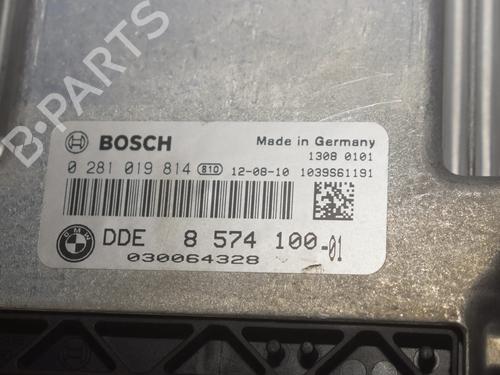 B-PARTS
BOSCH
Made in Germany
1308 0101
0 281 019 814 810 12-08-10 1039S61191
BMW
DDE 8 574 100-01
030064328